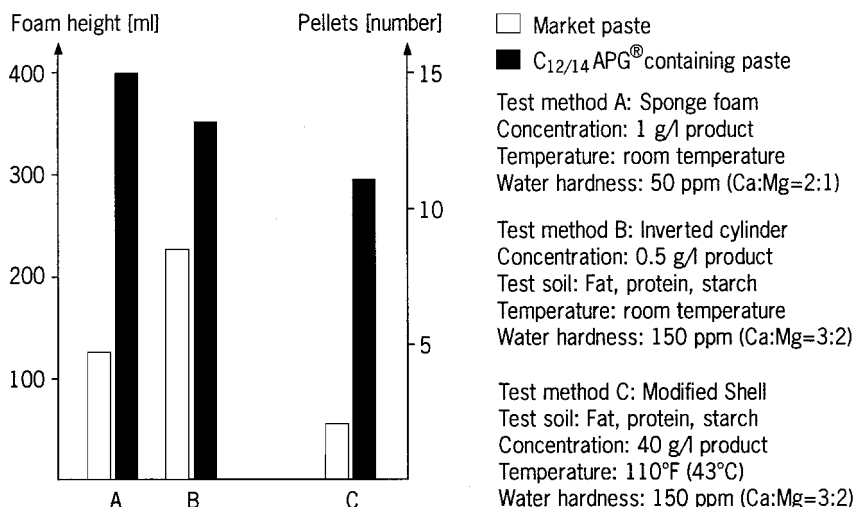 Foam height [ml]
Pellets [number]
400
300
200
100
15
10
5
A
B
C
Market paste
C12/14 APG® containing paste
Test method A: Sponge foam
Concentration: 1 g/l product
Temperature: room temperature
Water hardness: 50 ppm (Ca:Mg=2:1)
Test method B: Inverted cylinder
Concentration: 0.5 g/l product
Test soil: Fat, protein, starch
Temperature: room temperature
Water hardness: 150 ppm (Ca:Mg=3:2)
Test method C: Modified Shell
Test soil: Fat, protein, starch
Concentration: 40 g/l product
Temperature: 110°F (43°C)
Water hardness: 150 ppm (Ca:Mg=3:2)